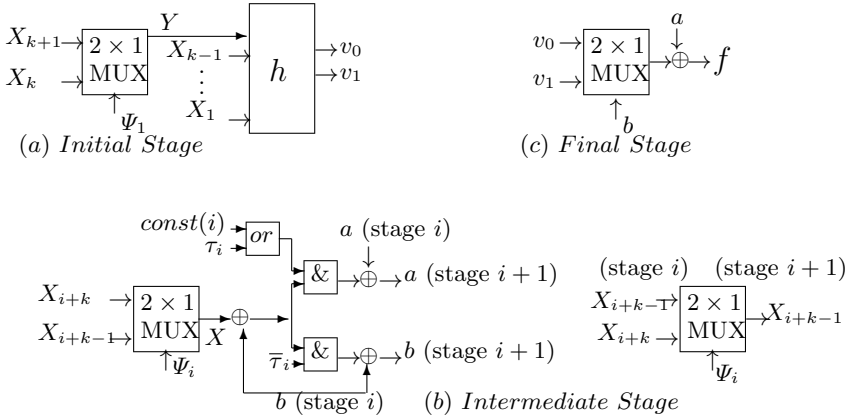 X_{k+1}
X_k
2 × 1
MUX
Ψ_1
Y
X_{k−1}
⋮
X_1
h
v_0
v_1
(a) Initial Stage
v_0
v_1
2 × 1
MUX
b
a
⊕
f
(c) Final Stage
const(i)
τ_i
or
a (stage i)
&
⊕
a (stage i + 1)
X_{i+k}
X_{i+k−1}
2 × 1
MUX
Ψ_i
X
⊕
τ̅_i
&
⊕
b (stage i + 1)
b (stage i)
(b) Intermediate Stage
(stage i)
(stage i + 1)
X_{i+k−1}
X_{i+k}
2 × 1
MUX
Ψ_i
X_{i+k−1}